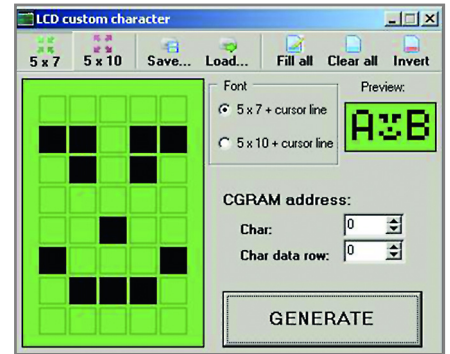 LCD custom character
5 x 7 5 x 10 Save... Load... Fill all Clear all Invert
Font
5 x 7 + cursor line
5 x 10 + cursor line
Preview:
A B
CGRAM address:
Char: 0
Char data row: 0
GENERATE